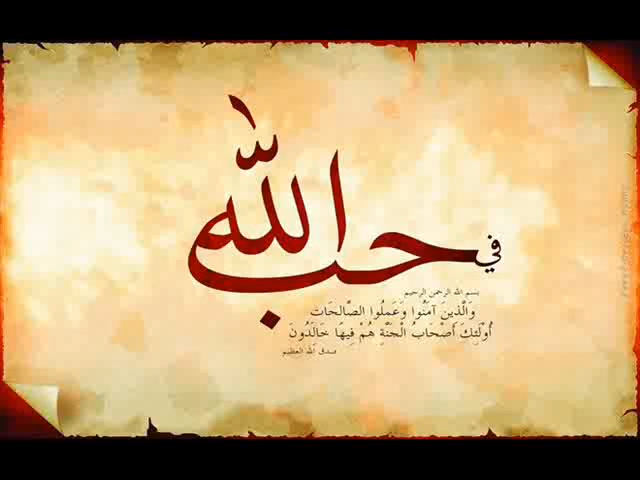 في حب الله
بسم الله الرحمن الرحيم
وَالَّذِينَ آمَنُوا وَعَمِلُوا الصَّالِحَاتِ
أُوْلَئِكَ أَصْحَابُ الْجَنَّةِ هُمْ فِيهَا خَالِدُونَ
صدق الله العظيم